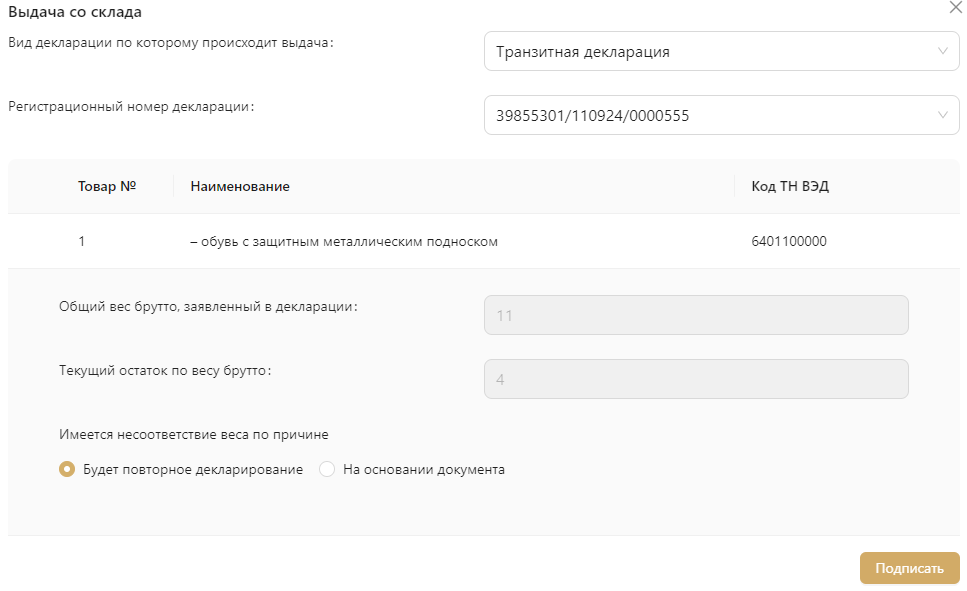 Выдача со склада
Вид декларации по которому происходит выдача:
Транзитная декларация
Регистрационный номер декларации:
39855301/110924/0000555
Товар № Наименование Код ТН ВЭД
1 – обувь с защитным металлическим подноском 6401100000
Общий вес брутто, заявленный в декларации:
11
Текущий остаток по весу брутто:
4
Имеется несоответствие веса по причине
Будет повторное декларирование На основании документа
Подписать